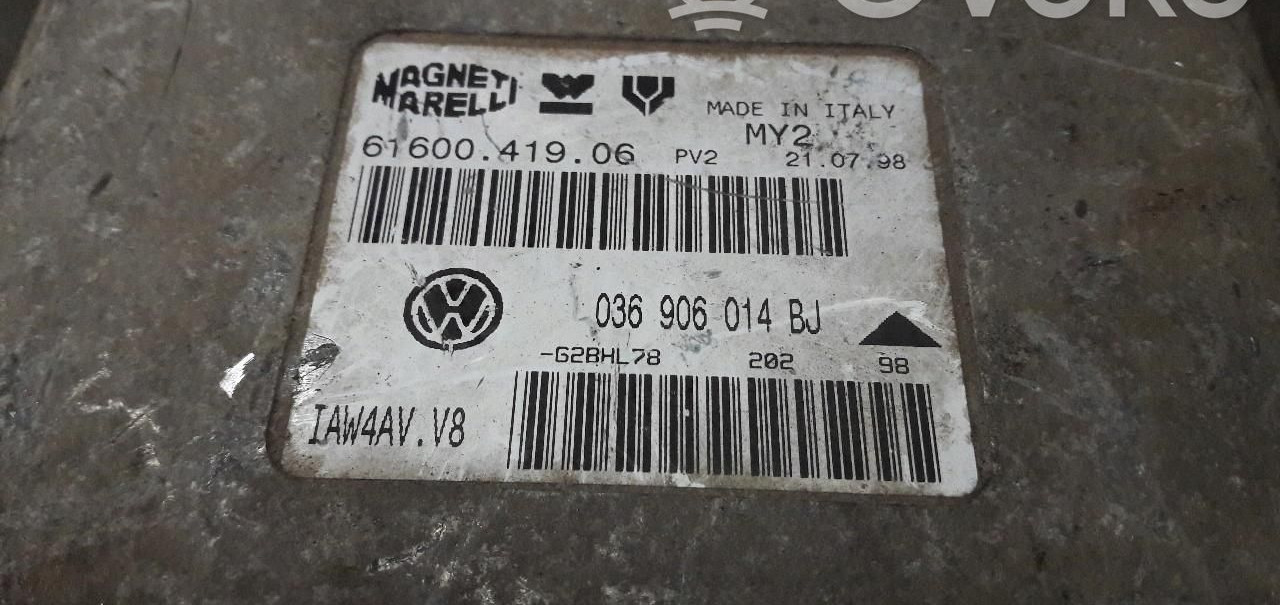 MAGNETI
MARELLI
MADE IN ITALY
MY2
61600.419.06 PV2 21.07.98
VW 036 906 014 BJ
-G2BHL78 202 98
IAW4AV.V8